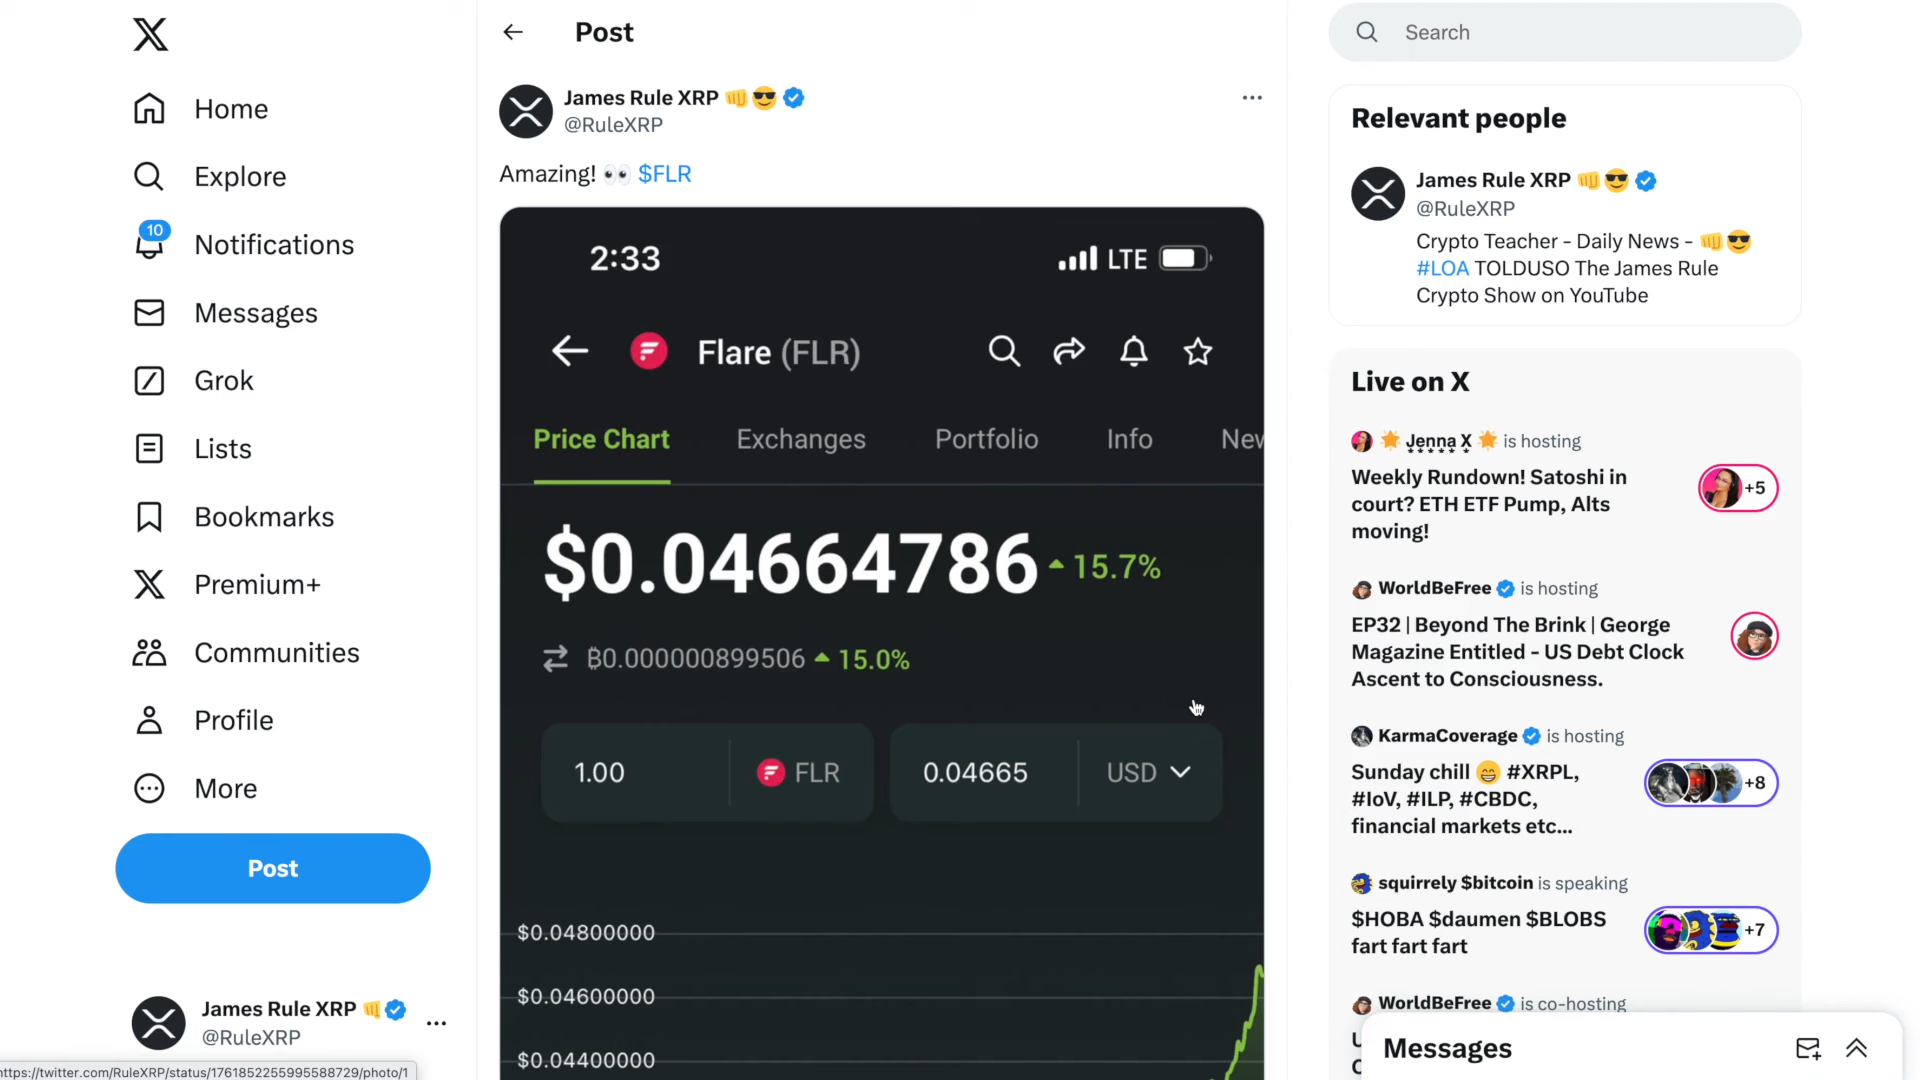 Home
Explore
10
Notifications
Messages
Grok
Lists
Bookmarks
Premium+
Communities
Profile
More
Post
James Rule XRP
@RuleXRP
https://twitter.com/RuleXRP/status/1761852255995588729/photo/1
Post
James Rule XRP
@RuleXRP
Amazing! 👀 $FLR
2:33
LTE
Flare (FLR)
Price Chart Exchanges Portfolio Info
$0.04664786 15.7%
₿0.000000899506 15.0%
1.00 FLR 0.04665 USD
$0.04800000
$0.04600000
$0.04400000
Search
Relevant people
James Rule XRP
@RuleXRP
Crypto Teacher - Daily News - 👊😎
#LOA TOLDUSO The James Rule
Crypto Show on YouTube
Live on X
Jenna X is hosting
Weekly Rundown! Satoshi in
court? ETH ETF Pump, Alts
moving!
+5
WorldBeFree is hosting
EP32 | Beyond The Brink | George
Magazine Entitled - US Debt Clock
Ascent to Consciousness.
KarmaCoverage is hosting
Sunday chill 😁 #XRPL,
#IoV, #ILP, #CBDC,
financial markets etc...
+8
squirrely $bitcoin is speaking
$HOBA $daumen $BLOBS
fart fart fart
+7
WorldBeFree is co-hosting
Messages